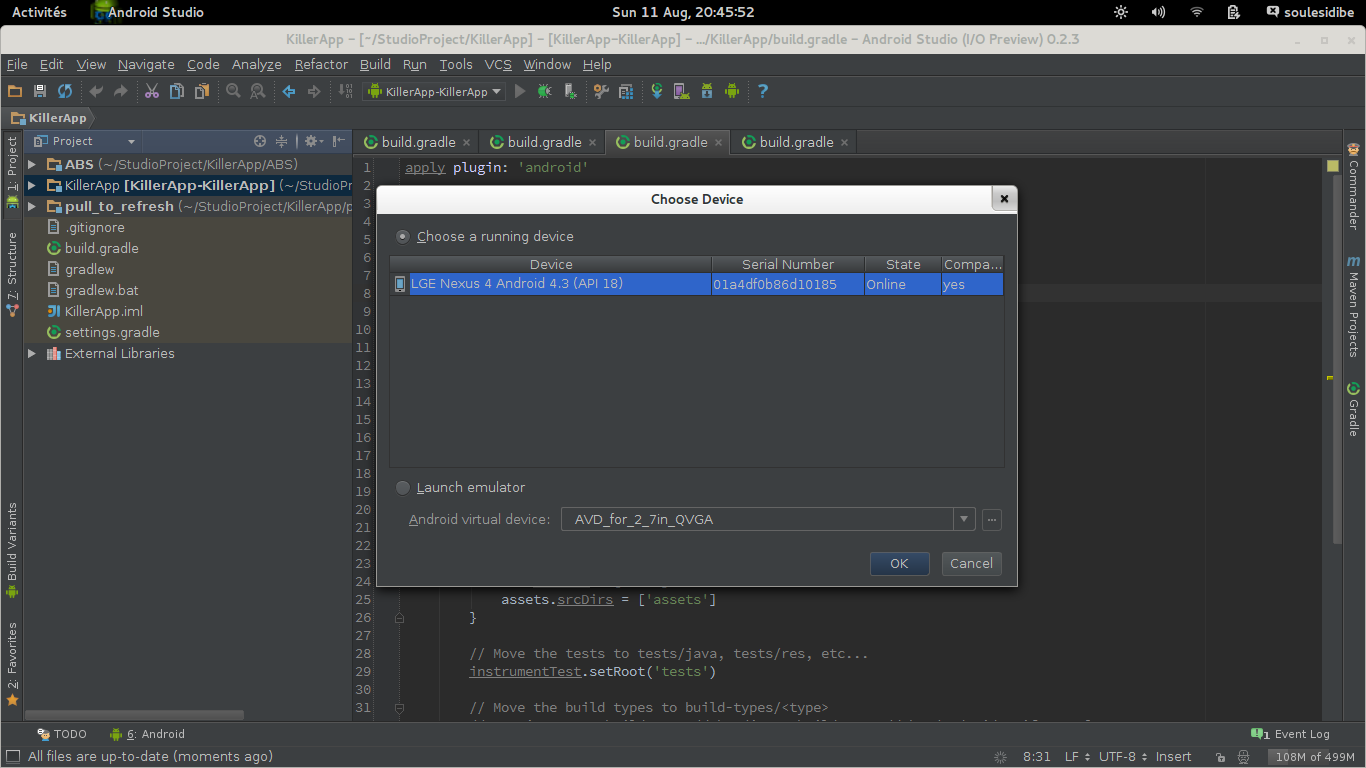 Activités Android Studio Sun 11 Aug, 20:45:52 soulesidibe
KillerApp – [~/StudioProject/KillerApp] – [KillerApp-KillerApp] – .../KillerApp/build.gradle – Android Studio (I/O Preview) 0.2.3
File Edit View Navigate Code Analyze Refactor Build Run Tools VCS Window Help
KillerApp-KillerApp
KillerApp
Project
build.gradle build.gradle build.gradle build.gradle
1: Project
7: Structure
Build Variants
2: Favorites
ABS (~/StudioProject/KillerApp/ABS)
KillerApp [KillerApp-KillerApp] (~/StudioPr
pull_to_refresh (~/StudioProject/KillerApp/p
.gitignore
build.gradle
gradlew
gradlew.bat
KillerApp.iml
settings.gradle
External Libraries
1 apply plugin: 'android'
2
3
4
5
6
7
8
9
10
11
12
13
14
15
16
17
18
19
20
21
22
23
24
25 assets.srcDirs = ['assets']
26 }
27
28 // Move the tests to tests/java, tests/res, etc...
29 instrumentTest.setRoot('tests')
30
31 // Move the build types to build-types/<type>
Choose Device
Choose a running device
Device Serial Number State Compa...
LGE Nexus 4 Android 4.3 (API 18) 01a4df0b86d10185 Online yes
Launch emulator
Android virtual device: AVD_for_2_7in_QVGA ...
OK Cancel
Commander
m Maven Projects
Gradle
TODO 6: Android 1 Event Log
All files are up-to-date (moments ago) 8:31 LF UTF-8 Insert 108M of 499M